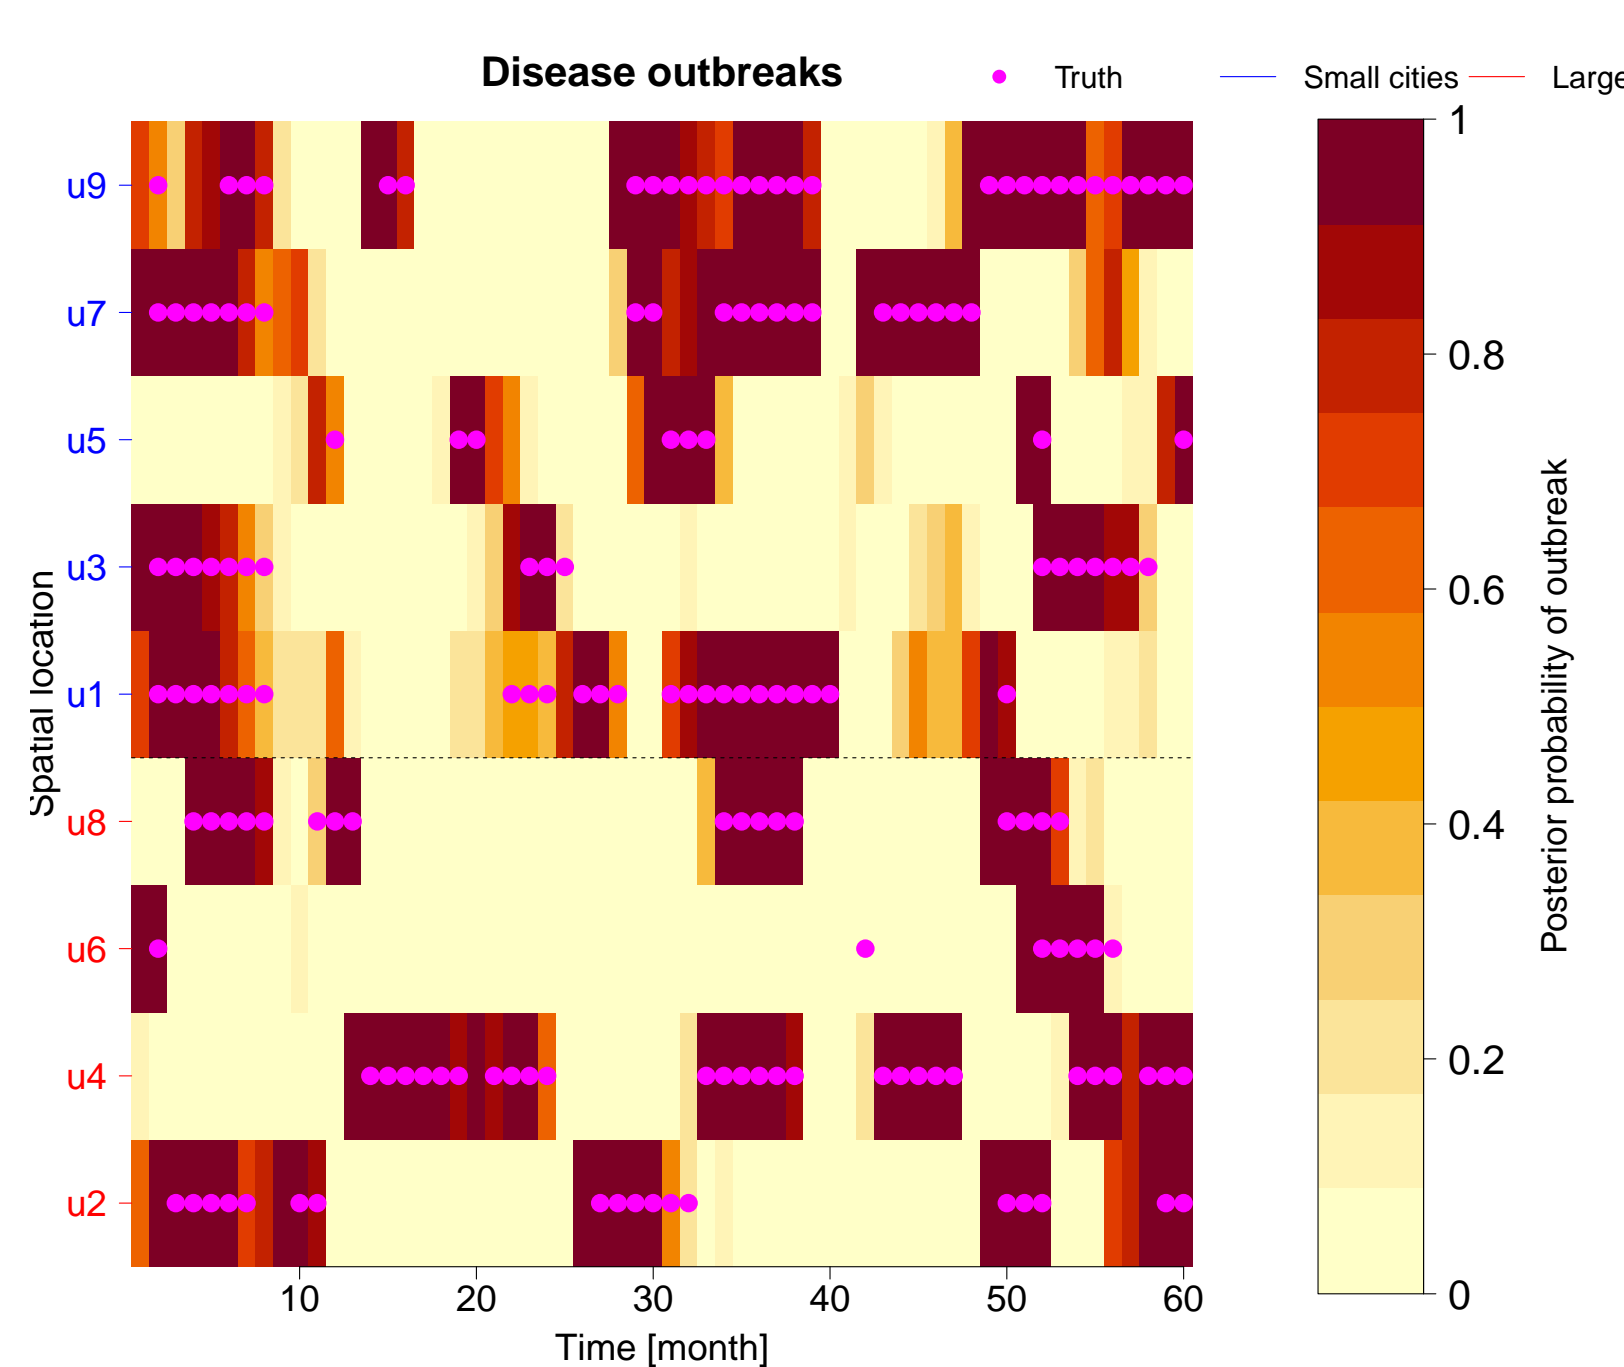 Disease outbreaks
Truth
Small cities
Large
u9
u7
u5
u3
u1
u8
u6
u4
u2
Spatial location
10 20 30 40 50 60
Time [month]
1
0.8
0.6
0.4
0.2
0
Posterior probability of outbreak